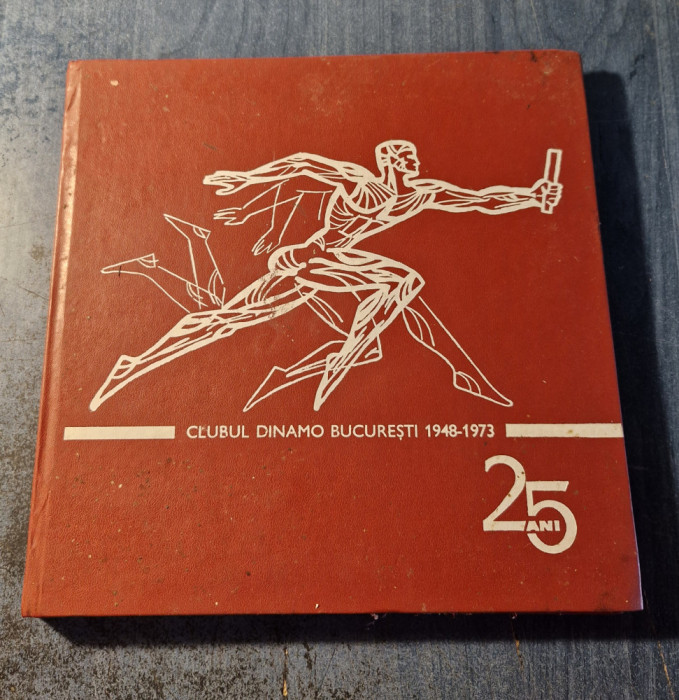 CLUBUL DINAMO BUCUREȘTI 1948-1973
25
ANI